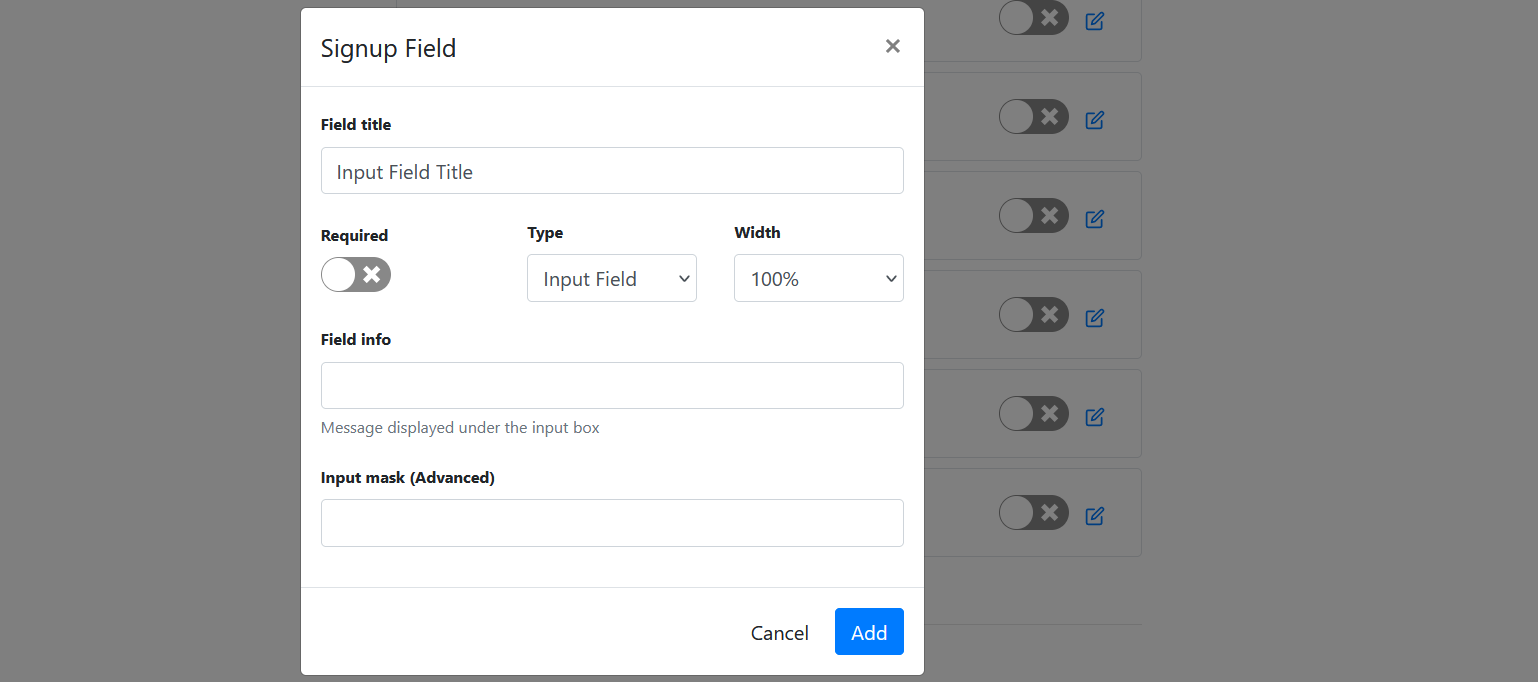 Signup Field
Field title
Input Field Title
Required
Type
Width
Input Field
100%
Field info
Message displayed under the input box
Input mask (Advanced)
Cancel
Add